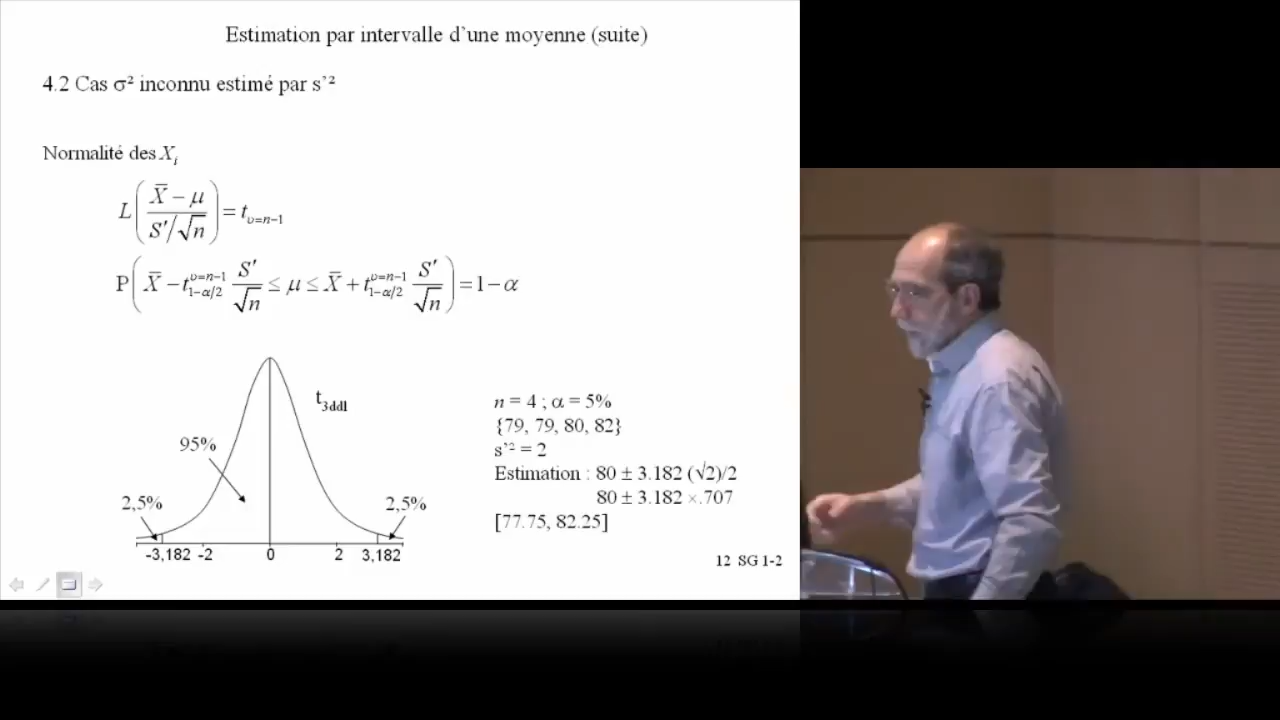 Estimation par intervalle d’une moyenne (suite)
4.2 Cas σ² inconnu estimé par s’²
Normalité des Xᵢ
L( (X̄ − μ) / (S′/√n) ) = t_{υ=n−1}
P( X̄ − t_{1−α/2}^{υ=n−1} S′/√n ≤ μ ≤ X̄ + t_{1−α/2}^{υ=n−1} S′/√n ) = 1 − α
t_{3ddl}
95%
2,5%
2,5%
-3,182 -2 0 2 3,182
n = 4 ; α = 5%
{79, 79, 80, 82}
s’² = 2
Estimation : 80 ± 3.182 (√2)/2
80 ± 3.182 ×.707
[77.75, 82.25]
12 SG 1-2